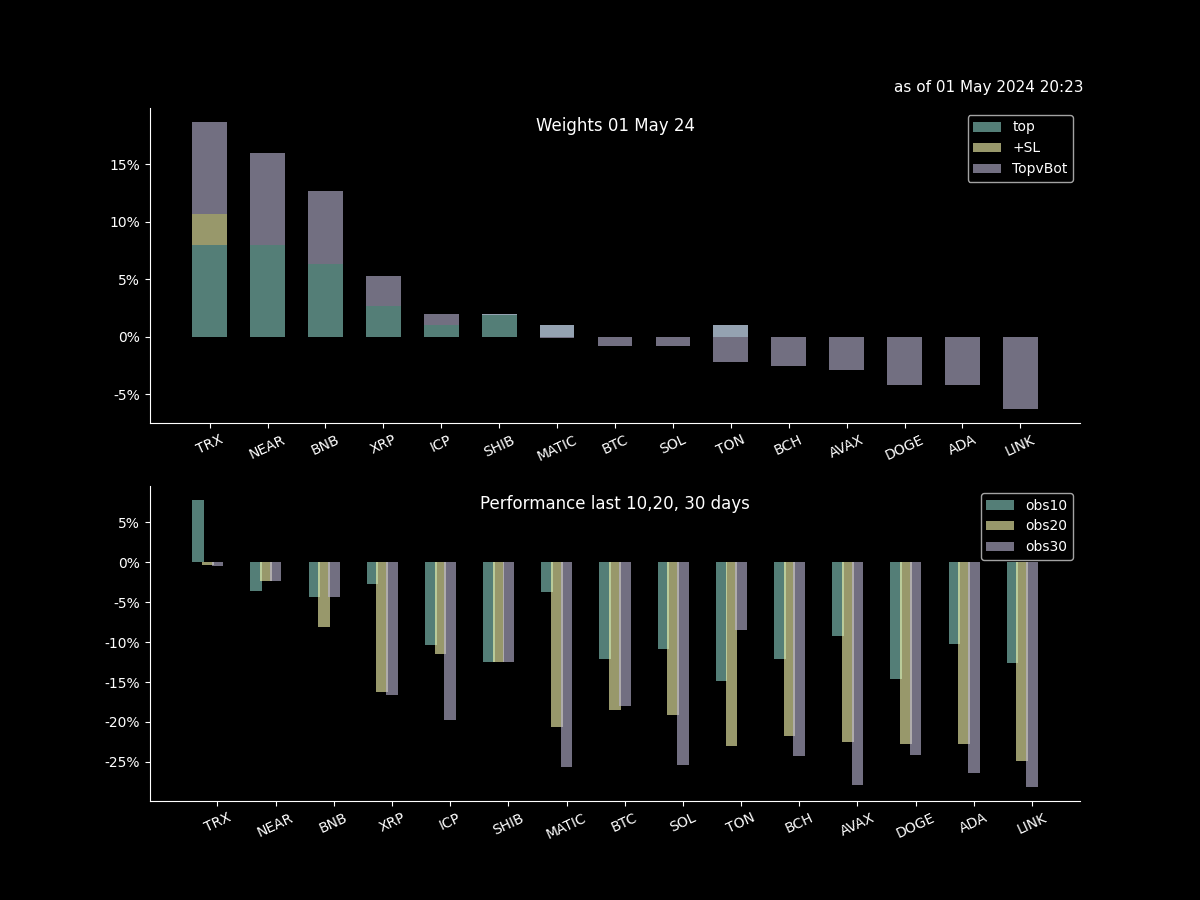 as of 01 May 2024 20:23
Weights 01 May 24
top
+SL
TopvBot
15%
10%
5%
0%
-5%
TRX NEAR BNB XRP ICP SHIB MATIC BTC SOL TON BCH AVAX DOGE ADA LINK
Performance last 10,20, 30 days
obs10
obs20
obs30
5%
0%
-5%
-10%
-15%
-20%
-25%
TRX NEAR BNB XRP ICP SHIB MATIC BTC SOL TON BCH AVAX DOGE ADA LINK